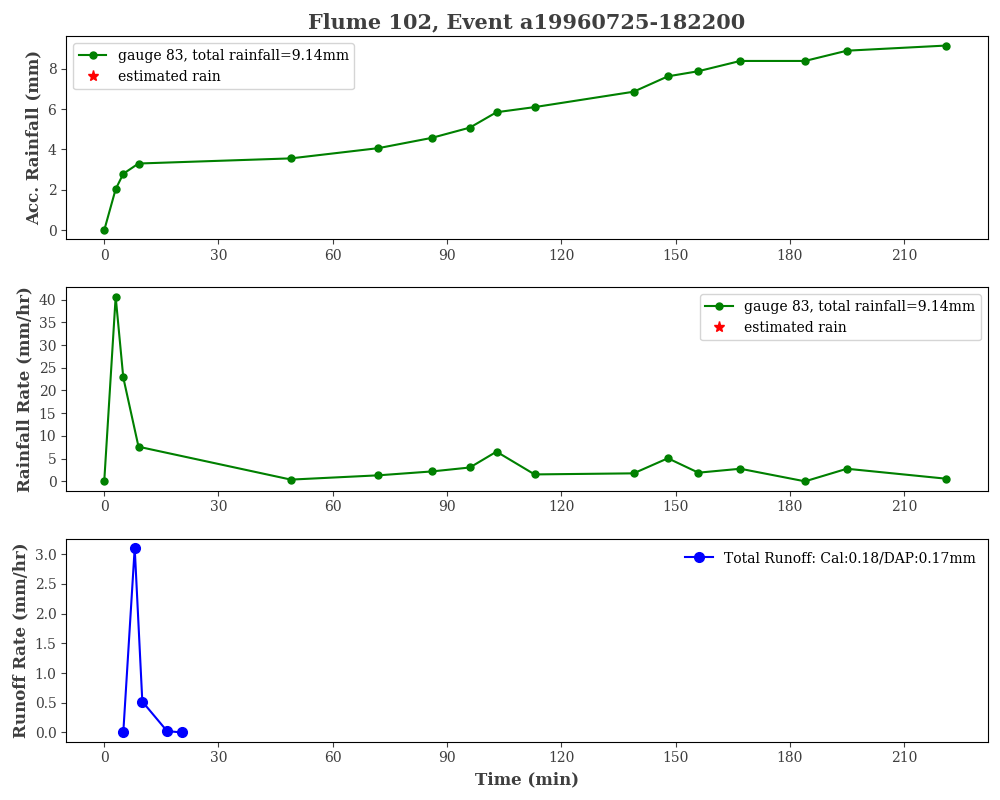 Flume 102, Event a19960725-182200
Acc. Rainfall (mm)
8
6
4
2
0
gauge 83, total rainfall=9.14mm
estimated rain
0 30 60 90 120 150 180 210
Rainfall Rate (mm/hr)
40
35
30
25
20
15
10
5
0
gauge 83, total rainfall=9.14mm
estimated rain
0 30 60 90 120 150 180 210
Runoff Rate (mm/hr)
3.0
2.5
2.0
1.5
1.0
0.5
0.0
Total Runoff: Cal:0.18/DAP:0.17mm
0 30 60 90 120 150 180 210
Time (min)